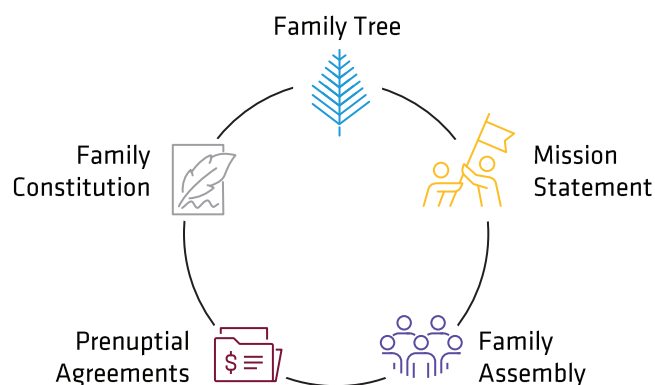 Family Tree
Mission
Statement
Family
Assembly
Prenuptial
Agreements
$
Family
Constitution